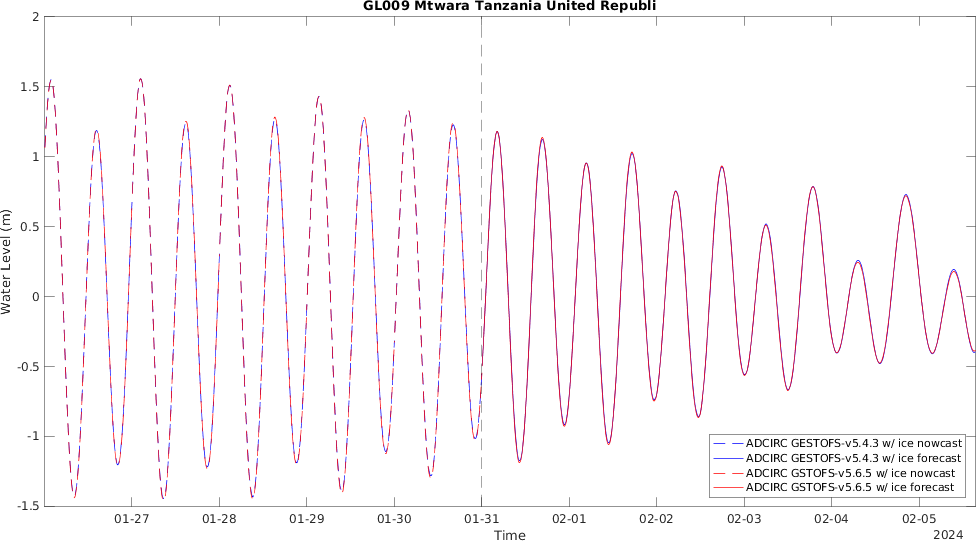 GL009 Mtwara Tanzania United Republi
2
1.5
1
0.5
0
-0.5
-1
-1.5
Water Level (m)
ADCIRC GESTOFS-v5.4.3 w/ ice nowcast
ADCIRC GESTOFS-v5.4.3 w/ ice forecast
ADCIRC GSTOFS-v5.6.5 w/ ice nowcast
ADCIRC GSTOFS-v5.6.5 w/ ice forecast
01-27 01-28 01-29 01-30 01-31 02-01 02-02 02-03 02-04 02-05
Time
2024